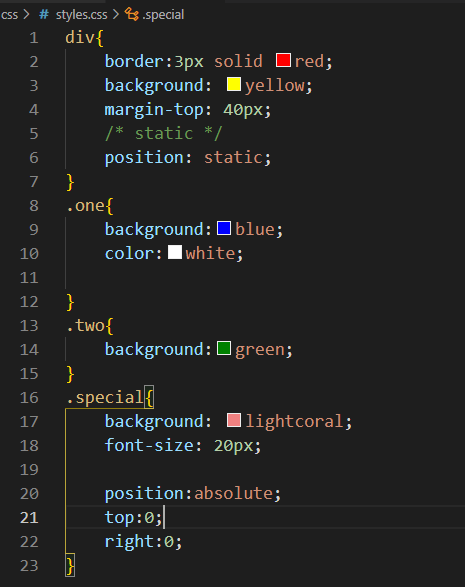 css > # styles.css > .special
1 div{
2 border:3px solid red;
3 background: yellow;
4 margin-top: 40px;
5 /* static */
6 position: static;
7 }
8 .one{
9 background:blue;
10 color:white;
11
12 }
13 .two{
14 background:green;
15 }
16 .special{
17 background: lightcoral;
18 font-size: 20px;
19
20 position:absolute;
21 top:0;
22 right:0;
23 }